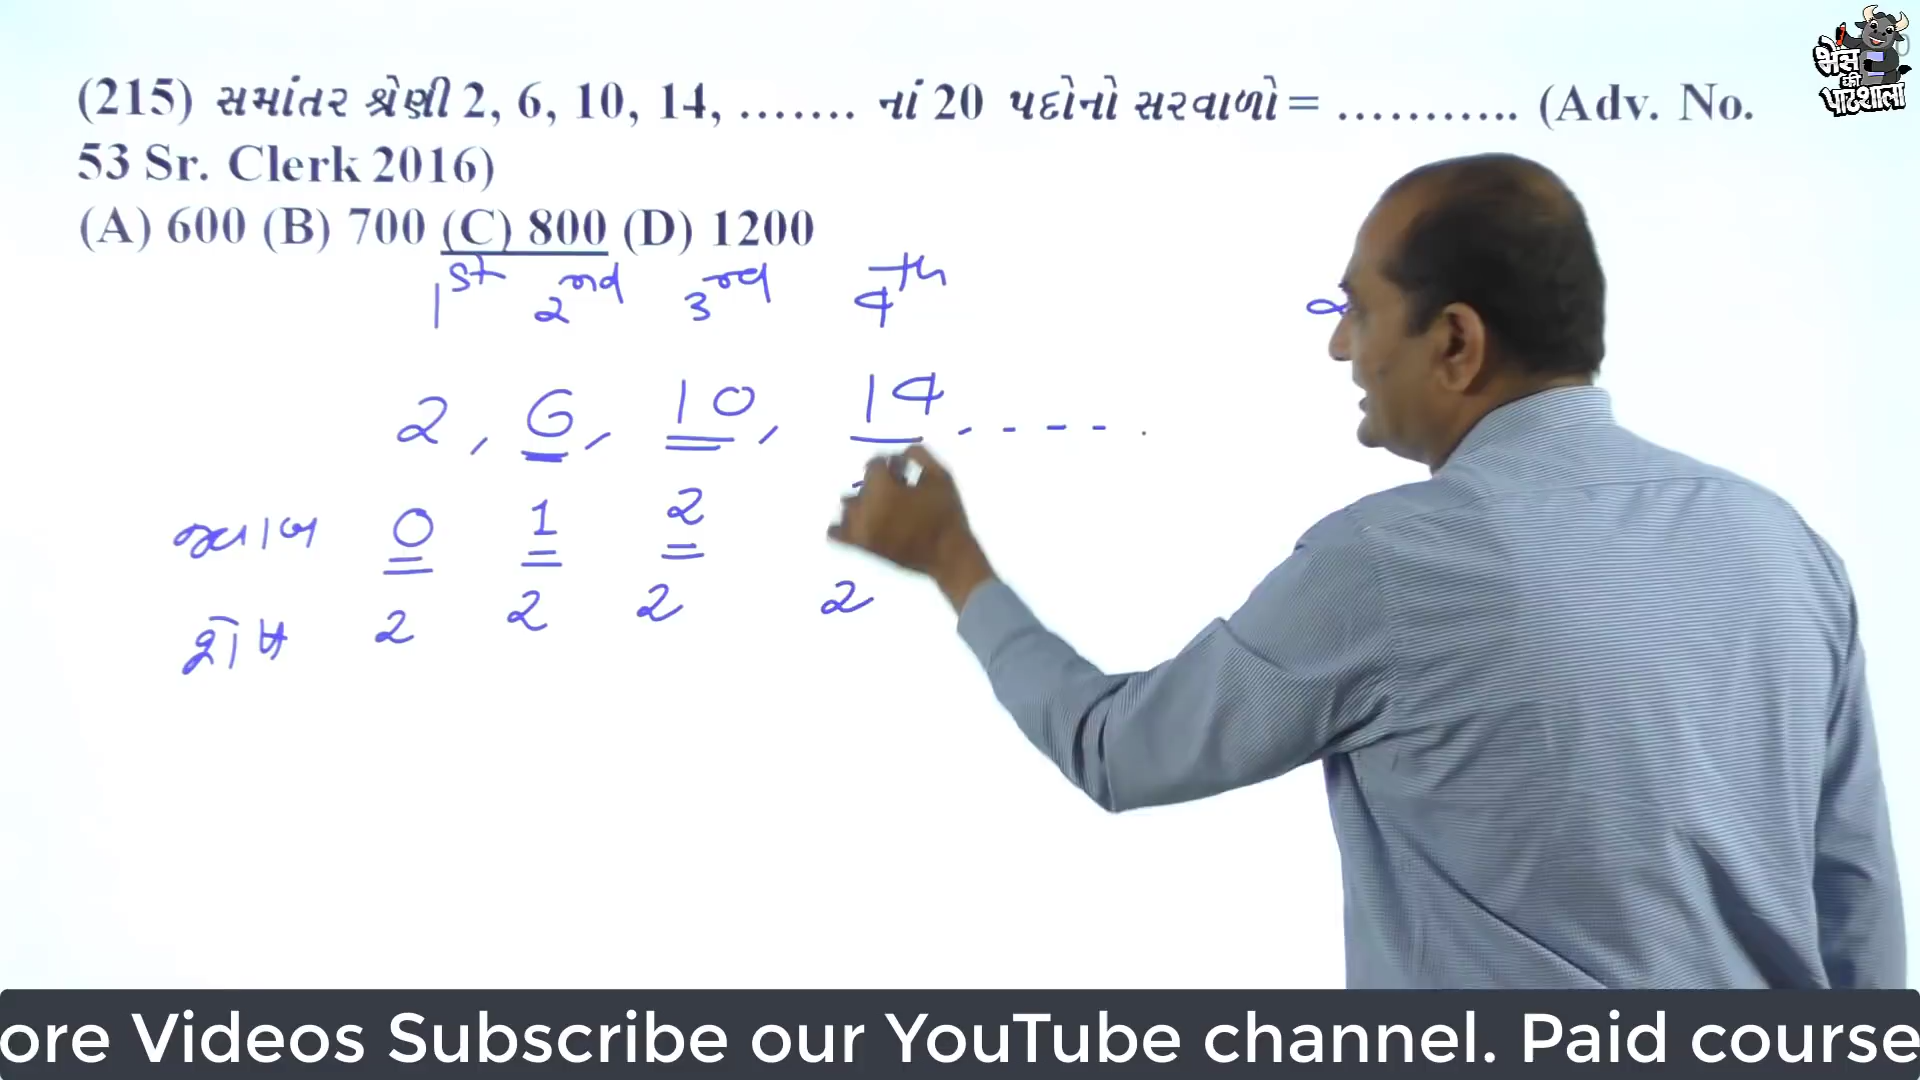 भेंस की पाठशाला
(215) સમાંતર શ્રેણી 2, 6, 10, 14, ……. નાં 20 પદોનો સરવાળો = ……….. (Adv. No.
53 Sr. Clerk 2016)
(A) 600 (B) 700 (C) 800 (D) 1200
1st 2nd 3rd 4th
2, 6, 10, 14, - - - - .
જવાબ 0 1 2
શેષ 2 2 2 2
ore Videos Subscribe our YouTube channel. Paid course